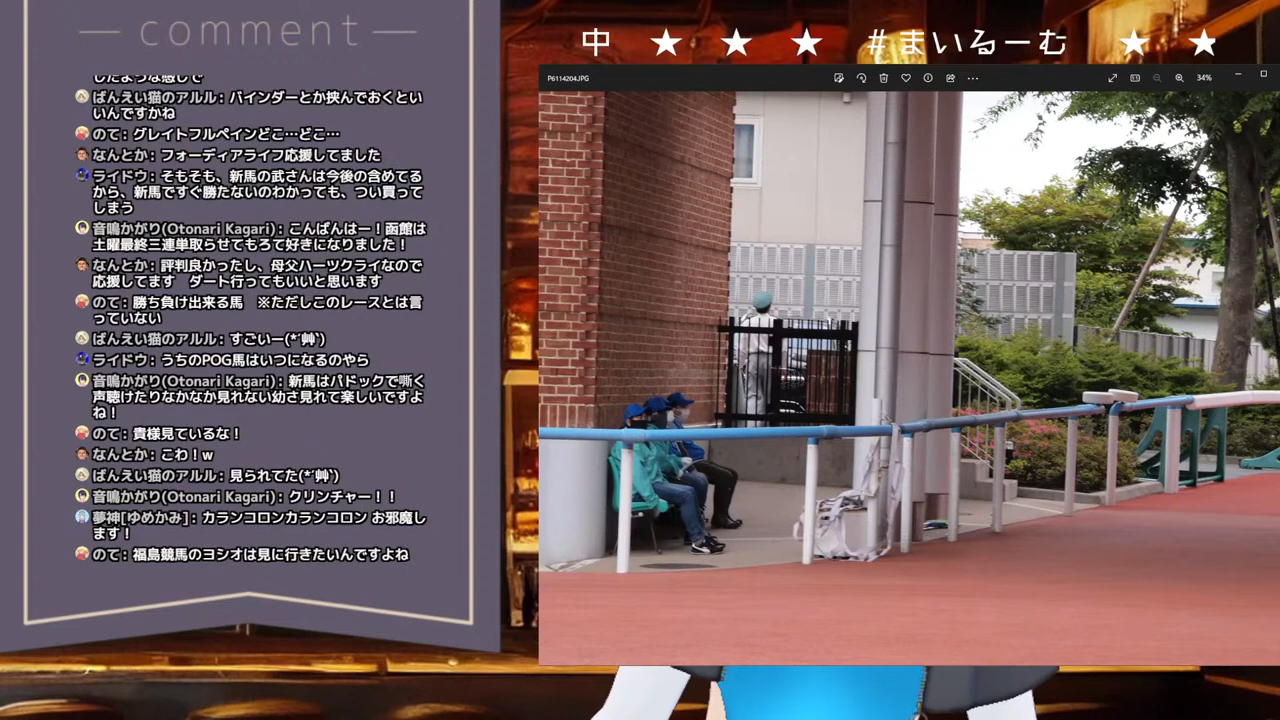 comment
中 ★ ★ ★ #まいるーむ ★ ★
P6114204.JPG
34%
したような感じで
ばんえい猫のアルル: バインダーとか挟んでおくとい
いんですかね
のて: グレイトフルペインどこ…どこ…
なんとか: フォーディアライフ応援してました
ライドウ: そもそも、新馬の武さんは今後の含めてる
から、新馬ですぐ勝たないのわかっても、つい買って
しまう
音鳴かがり(Otonari Kagari): こんばんはー！函館は
土曜最終三連単取らせてもろて好きになりました！
なんとか: 評判良かったし、母父ハーツクライなので
応援してます　ダート行ってもいいと思います
のて: 勝ち負け出来る馬　※ただしこのレースとは言
っていない
ばんえい猫のアルル: すごいー(*´艸`)
ライドウ: うちのPOG馬はいつになるのやら
音鳴かがり(Otonari Kagari): 新馬はパドックで嘶く
声聴けたりなかなか見れない幼さ見れて楽しいですよ
ね！
のて: 貴様見ているな！
なんとか: こわ！w
ばんえい猫のアルル: 見られてた(*´艸`)
音鳴かがり(Otonari Kagari): クリンチャー！！
夢神[ゆめかみ]: カランコロンカランコロン お邪魔し
ます！
のて: 福島競馬のヨシオは見に行きたいんですよね